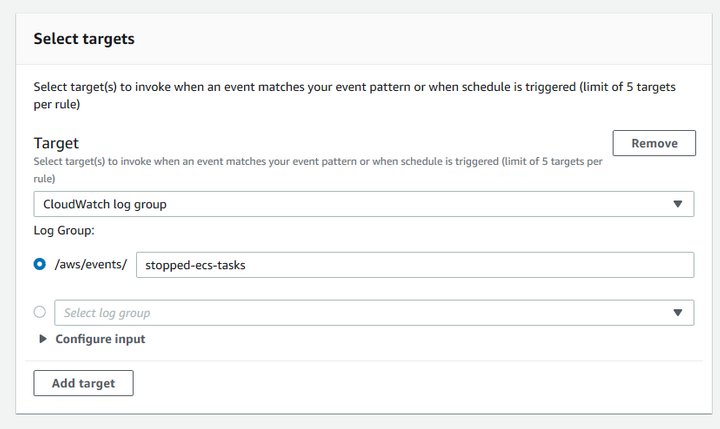 Select targets
Select target(s) to invoke when an event matches your event pattern or when schedule is triggered (limit of 5 targets
per rule)
Target
Remove
Select target(s) to invoke when an event matches your event pattern or when schedule is triggered (limit of 5 targets per
rule)
CloudWatch log group
Log Group:
/aws/events/ stopped-ecs-tasks
Select log group
Configure input
Add target